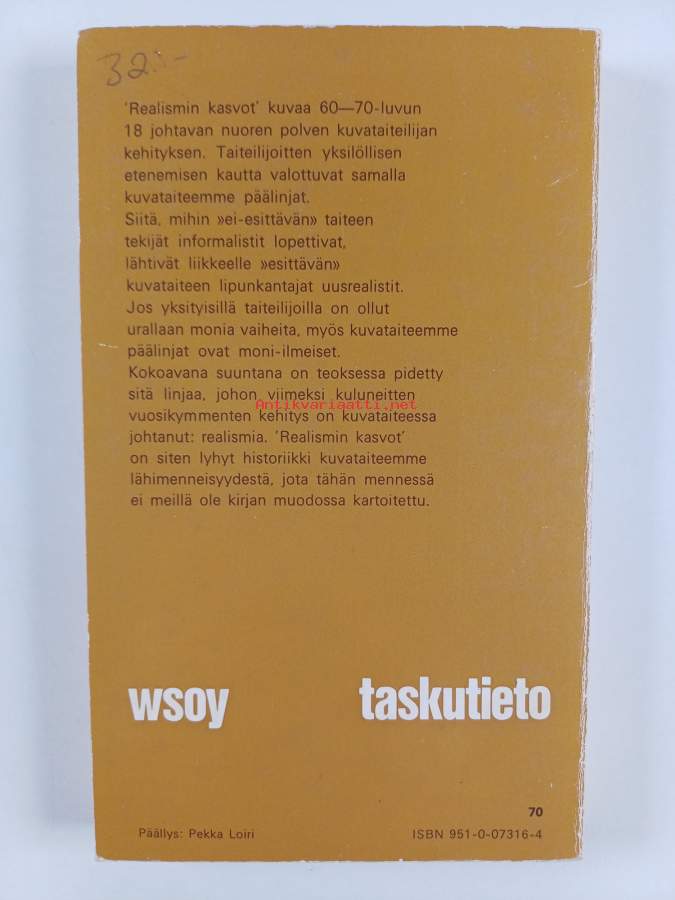 32:-
'Realismin kasvot' kuvaa 60—70-luvun
18 johtavan nuoren polven kuvataiteilijan
kehityksen. Taiteilijoitten yksilöllisen
etenemisen kautta valottuvat samalla
kuvataiteemme päälinjat.
Siitä, mihin »ei-esittävän» taiteen
tekijät informalistit lopettivat,
lähtivät liikkeelle »esittävän»
kuvataiteen lipunkantajat uusrealistit.
Jos yksityisillä taiteilijoilla on ollut
urallaan monia vaiheita, myös kuvataiteemme
päälinjat ovat moni-ilmeiset.
Kokoavana suuntana on teoksessa pidetty
sitä linjaa, johon viimeksi kuluneitten
Antikvariaatti.net
vuosikymmenten kehitys on kuvataiteessa
johtanut: realismia. 'Realismin kasvot'
on siten lyhyt historiikki kuvataiteemme
lähimenneisyydestä, jota tähän mennessä
ei meillä ole kirjan muodossa kartoitettu.
wsoy taskutieto
70
Päällys: Pekka Loiri ISBN 951-0-07316-4